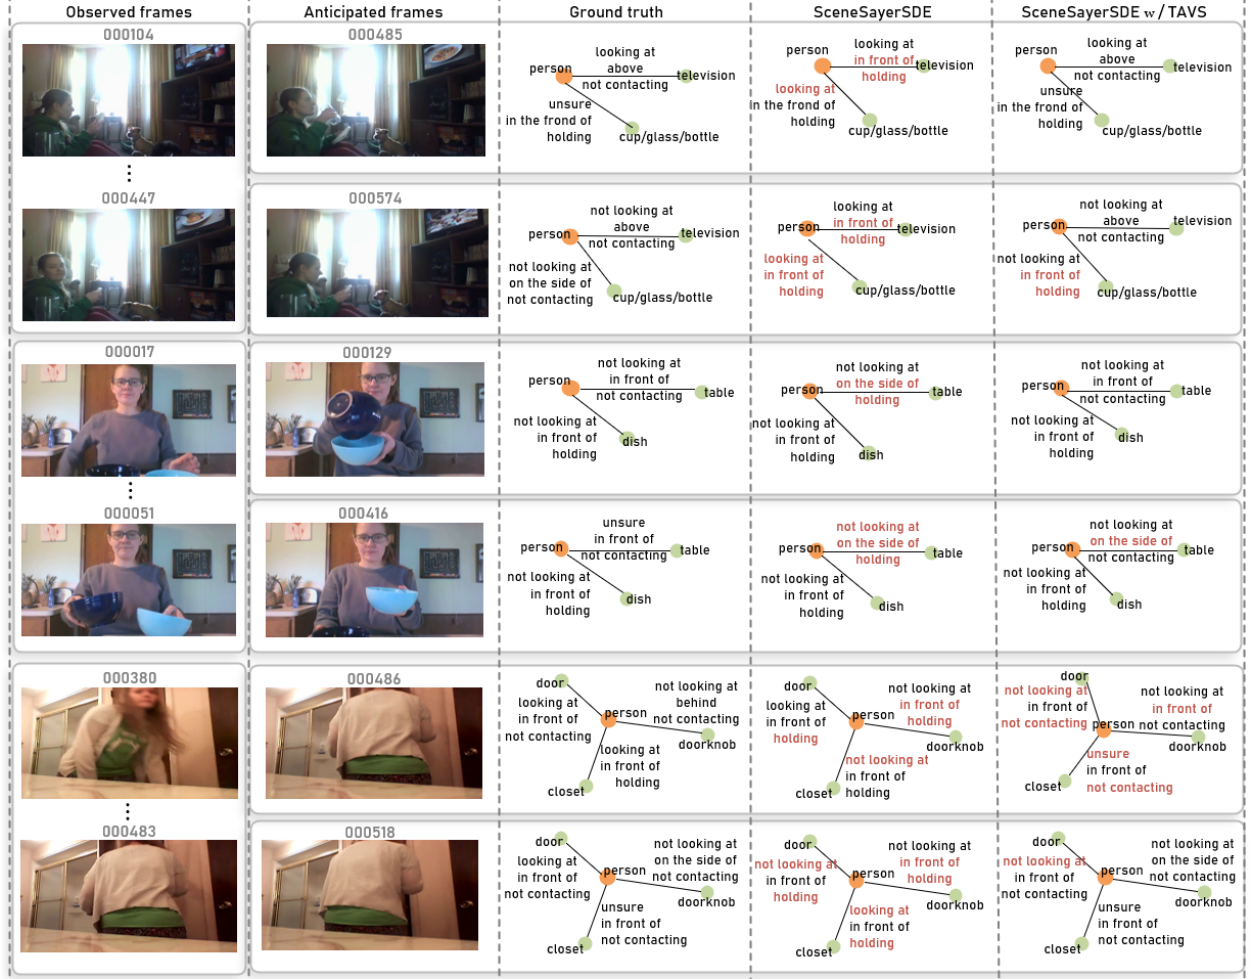 Observed frames
Anticipated frames
Ground truth
SceneSayerSDE
SceneSayerSDE w / TAVS
000104
000485
looking at
above
not contacting
person
television
unsure
in the frond of
holding
cup/glass/bottle
person
looking at
in front of
holding
television
looking at
in the frond of
holding
cup/glass/bottle
person
looking at
above
not contacting
television
unsure
in the frond of
holding
cup/glass/bottle
000447
000574
not looking at
above
not contacting
person
television
not looking at
on the side of
not contacting
cup/glass/bottle
looking at
in front of
holding
person
television
looking at
in front of
holding
cup/glass/bottle
not looking at
above
not contacting
person
television
not looking at
in front of
holding
cup/glass/bottle
000017
000129
not looking at
in front of
not contacting
person
table
not looking at
in front of
holding
dish
not looking at
on the side of
holding
person
table
not looking at
in front of
holding
dish
not looking at
in front of
not contacting
person
table
not looking at
in front of
holding
dish
000051
000416
unsure
in front of
not contacting
person
table
not looking at
in front of
holding
dish
not looking at
on the side of
holding
person
table
not looking at
in front of
holding
dish
not looking at
on the side of
not contacting
person
table
not looking at
in front of
holding
dish
000380
000486
door
looking at
in front of
not contacting
person
not looking at
behind
not contacting
doorknob
looking at
in front of
holding
closet
door
looking at
in front of
holding
person
not looking at
in front of
holding
doorknob
not looking at
in front of
holding
closet
door
not looking at
in front of
not contacting
person
not looking at
in front of
not contacting
doorknob
unsure
in front of
not contacting
closet
000483
000518
door
looking at
in front of
not contacting
person
not looking at
on the side of
not contacting
doorknob
unsure
in front of
not contacting
closet
door
not looking at
in front of
holding
person
not looking at
in front of
holding
doorknob
looking at
in front of
holding
closet
door
not looking at
in front of
not contacting
person
not looking at
on the side of
not contacting
doorknob
unsure
in front of
not contacting
closet